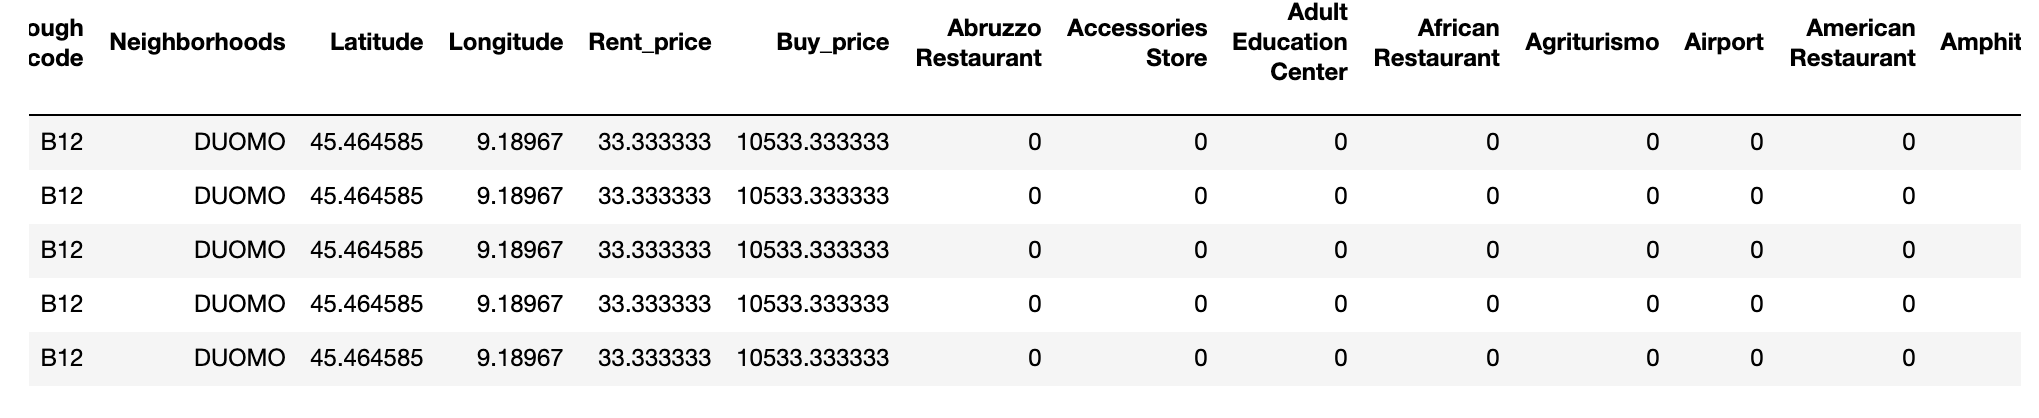 ough code Neighborhoods Latitude Longitude Rent_price Buy_price Abruzzo Restaurant Accessories Store Adult Education Center African Restaurant Agriturismo Airport American Restaurant Amphit
B12 DUOMO 45.464585 9.18967 33.333333 10533.333333 0 0 0 0 0 0 0
B12 DUOMO 45.464585 9.18967 33.333333 10533.333333 0 0 0 0 0 0 0
B12 DUOMO 45.464585 9.18967 33.333333 10533.333333 0 0 0 0 0 0 0
B12 DUOMO 45.464585 9.18967 33.333333 10533.333333 0 0 0 0 0 0 0
B12 DUOMO 45.464585 9.18967 33.333333 10533.333333 0 0 0 0 0 0 0